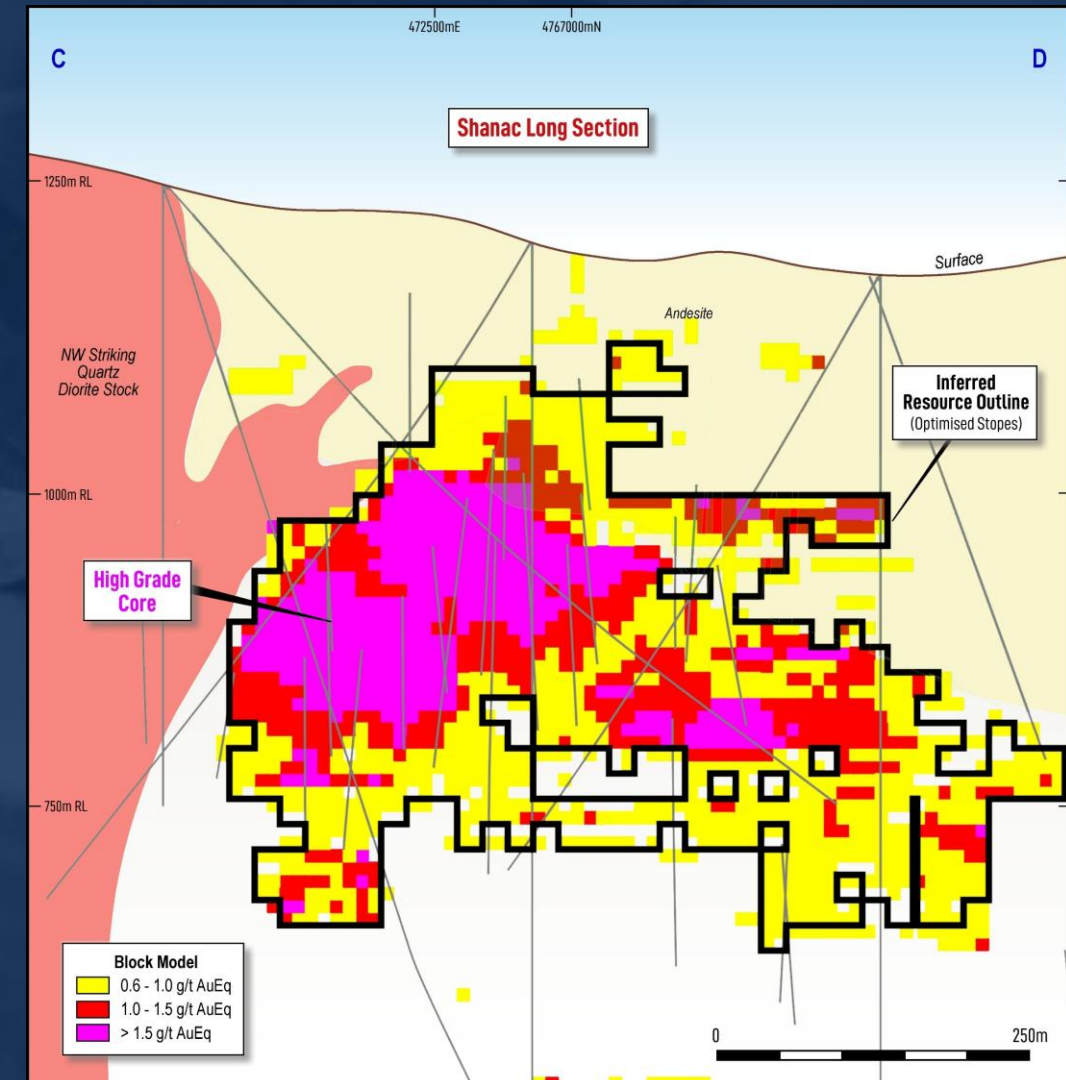 472500mE
4767000mN
C
D
Shanac Long Section
1250m RL
Surface
Andesite
NW Striking
Quartz
Diorite Stock
Inferred
Resource Outline
(Optimised Stopes)
1000m RL
High Grade
Core
750m RL
Block Model
0.6 - 1.0 g/t AuEq
1.0 - 1.5 g/t AuEq
> 1.5 g/t AuEq
0
250m